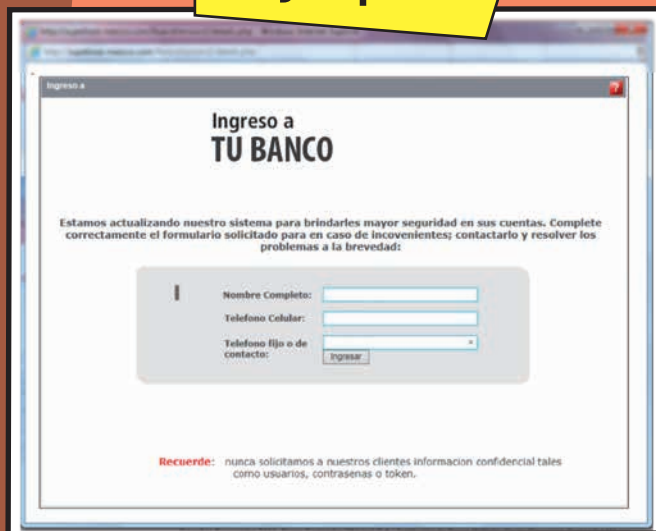 Ingreso a
Ingreso a
TU BANCO
Estamos actualizando nuestro sistema para brindarles mayor seguridad en sus cuentas. Complete
correctamente el formulario solicitado para en caso de incovenientes; contactarlo y resolver los
problemas a la brevedad:
Nombre Completo:
Telefono Celular:
Telefono fijo o de
contacto:
Ingresar
Recuerde: nunca solicitamos a nuestros clientes informacion confidencial tales
como usuarios, contrasenas o token.